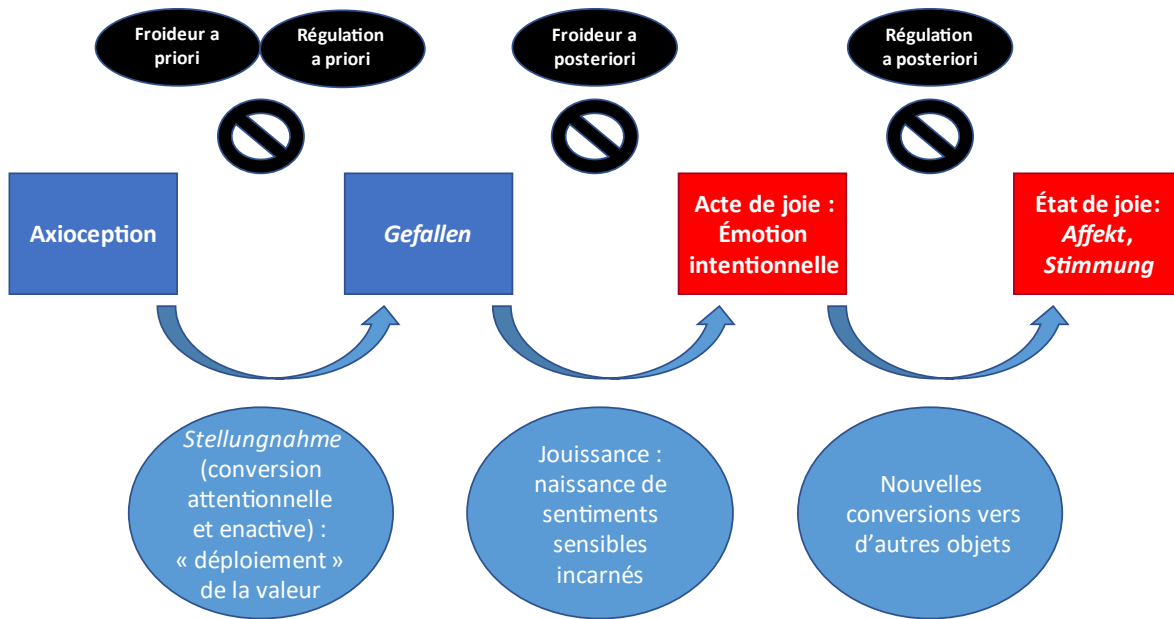 Froideur a
priori
Régulation
a priori
Froideur a
posteriori
Régulation
a posteriori
Axioception
Gefallen
Acte de joie :
Émotion
intentionnelle
État de joie:
Affekt,
Stimmung
Stellungnahme
(conversion
attentionnelle
et enactive) :
« déploiement »
de la valeur
Jouissance :
naissance de
sentiments
sensibles
incarnés
Nouvelles
conversions vers
d’autres objets